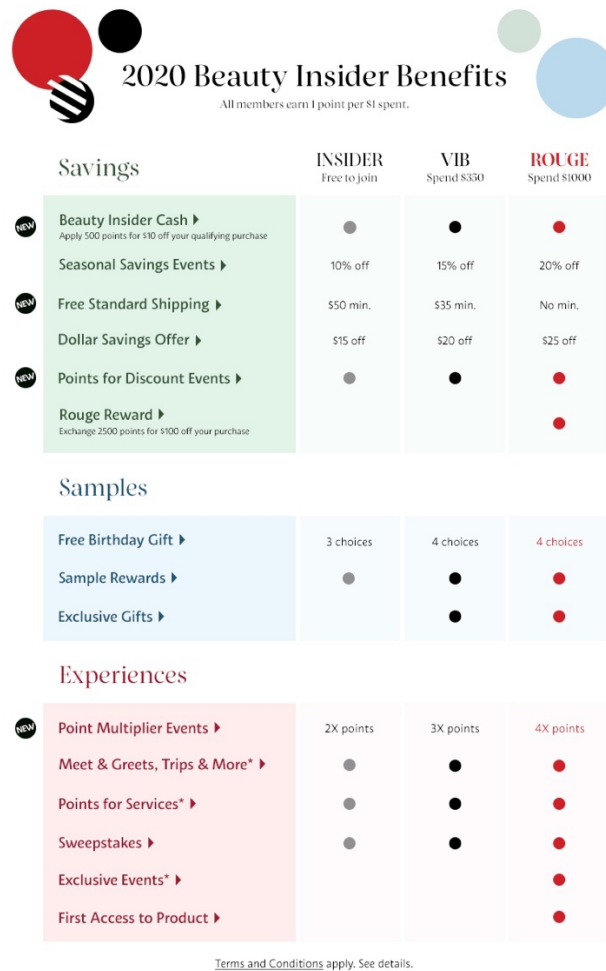 2020 Beauty Insider Benefits
All members earn 1 point per $1 spent.
Savings INSIDER VIB ROUGE
Free to join Spend $350 Spend $1000
NEW Beauty Insider Cash
Apply 500 points for $10 off your qualifying purchase
Seasonal Savings Events 10% off 15% off 20% off
NEW Free Standard Shipping $50 min. $35 min. No min.
Dollar Savings Offer $15 off $20 off $25 off
NEW Points for Discount Events
Rouge Reward
Exchange 2500 points for $100 off your purchase
Samples
Free Birthday Gift 3 choices 4 choices 4 choices
Sample Rewards
Exclusive Gifts
Experiences
NEW Point Multiplier Events 2X points 3X points 4X points
Meet & Greets, Trips & More*
Points for Services*
Sweepstakes
Exclusive Events*
First Access to Product
Terms and Conditions apply. See details.